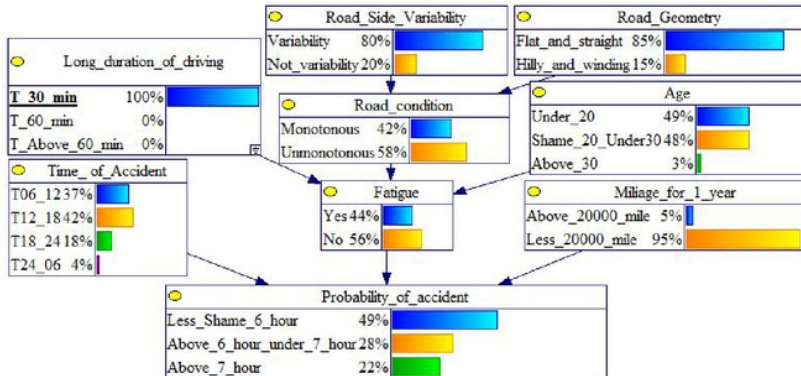 Road_Side_Variability
Variability 80%
Not_variability 20%
Road_Geometry
Flat_and_straight 85%
Hilly_and_winding 15%
Long_duration_of_driving
T_30_min 100%
T_60_min 0%
T_Above_60_min 0%
Road_condition
Monotonous 42%
Unmonotonous 58%
Age
Under_20 49%
Shame_20_Under30 48%
Above_30 3%
Time_of_Accident
T06_12 37%
T12_18 42%
T18_24 18%
T24_06 4%
Fatigue
Yes 44%
No 56%
Miliage_for_1_year
Above_20000_mile 5%
Less_20000_mile 95%
Probability_of_accident
Less_Shame_6_hour 49%
Above_6_hour_under_7_hour 28%
Above_7_hour 22%